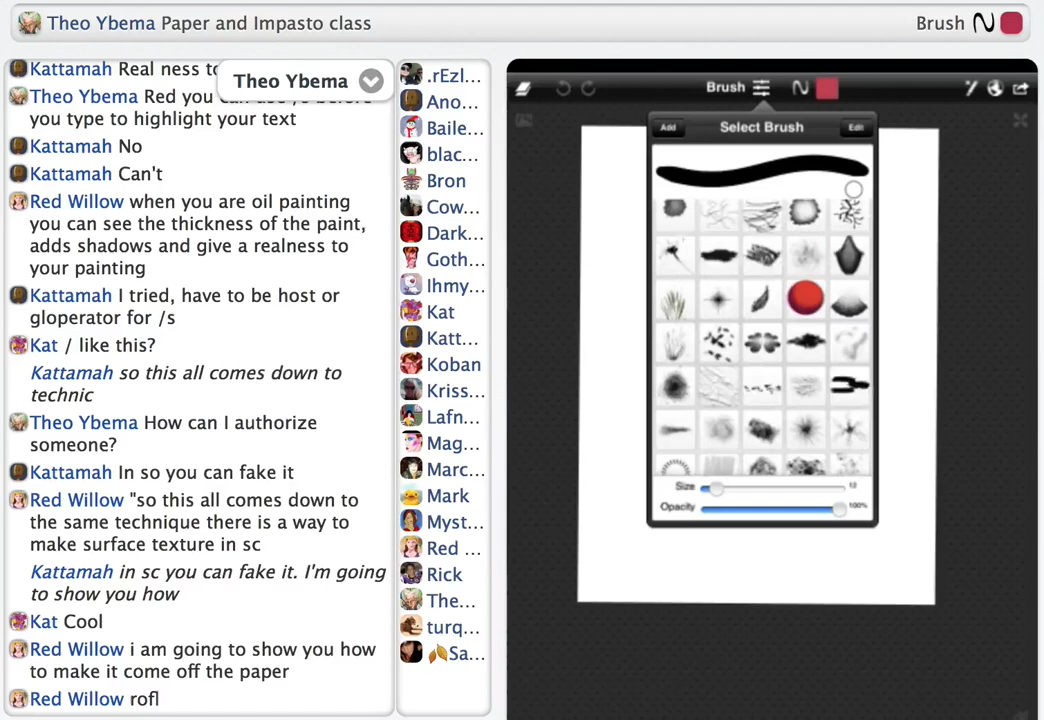 Theo Ybema Paper and Impasto class
Brush
Kattamah Real ness to
Theo Ybema
Theo Ybema Red you can use /s before
you type to highlight your text
Kattamah No
Kattamah Can't
Red Willow when you are oil painting
you can see the thickness of the paint,
adds shadows and give a realness to
your painting
Kattamah I tried, have to be host or
gloperator for /s
Kat / like this?
Kattamah so this all comes down to
technic
Theo Ybema How can I authorize
someone?
Kattamah In so you can fake it
Red Willow "so this all comes down to
the same technique there is a way to
make surface texture in sc
Kattamah in sc you can fake it. I'm going
to show you how
Kat Cool
Red Willow i am going to show you how
to make it come off the paper
Red Willow rofl
.rEzl...
Ano...
Baile...
blac...
Bron
Cow...
Dark...
Goth...
Ihmy...
Kat
Katt...
Koban
Kriss...
Lafn...
Mag...
Marc...
Mark
Myst...
Red ...
Rick
The...
turq...
Sa...
Brush
Add
Select Brush
Edit
Size
Opacity
100%